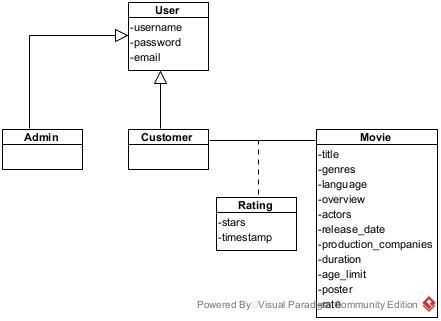 User
-username
-password
-email
Admin
Customer
Movie
-title
-genres
-language
-overview
-actors
-release_date
-production_companies
-duration
-age_limit
-poster
-rate
Rating
-stars
-timestamp
Powered By Visual Paradigm Community Edition